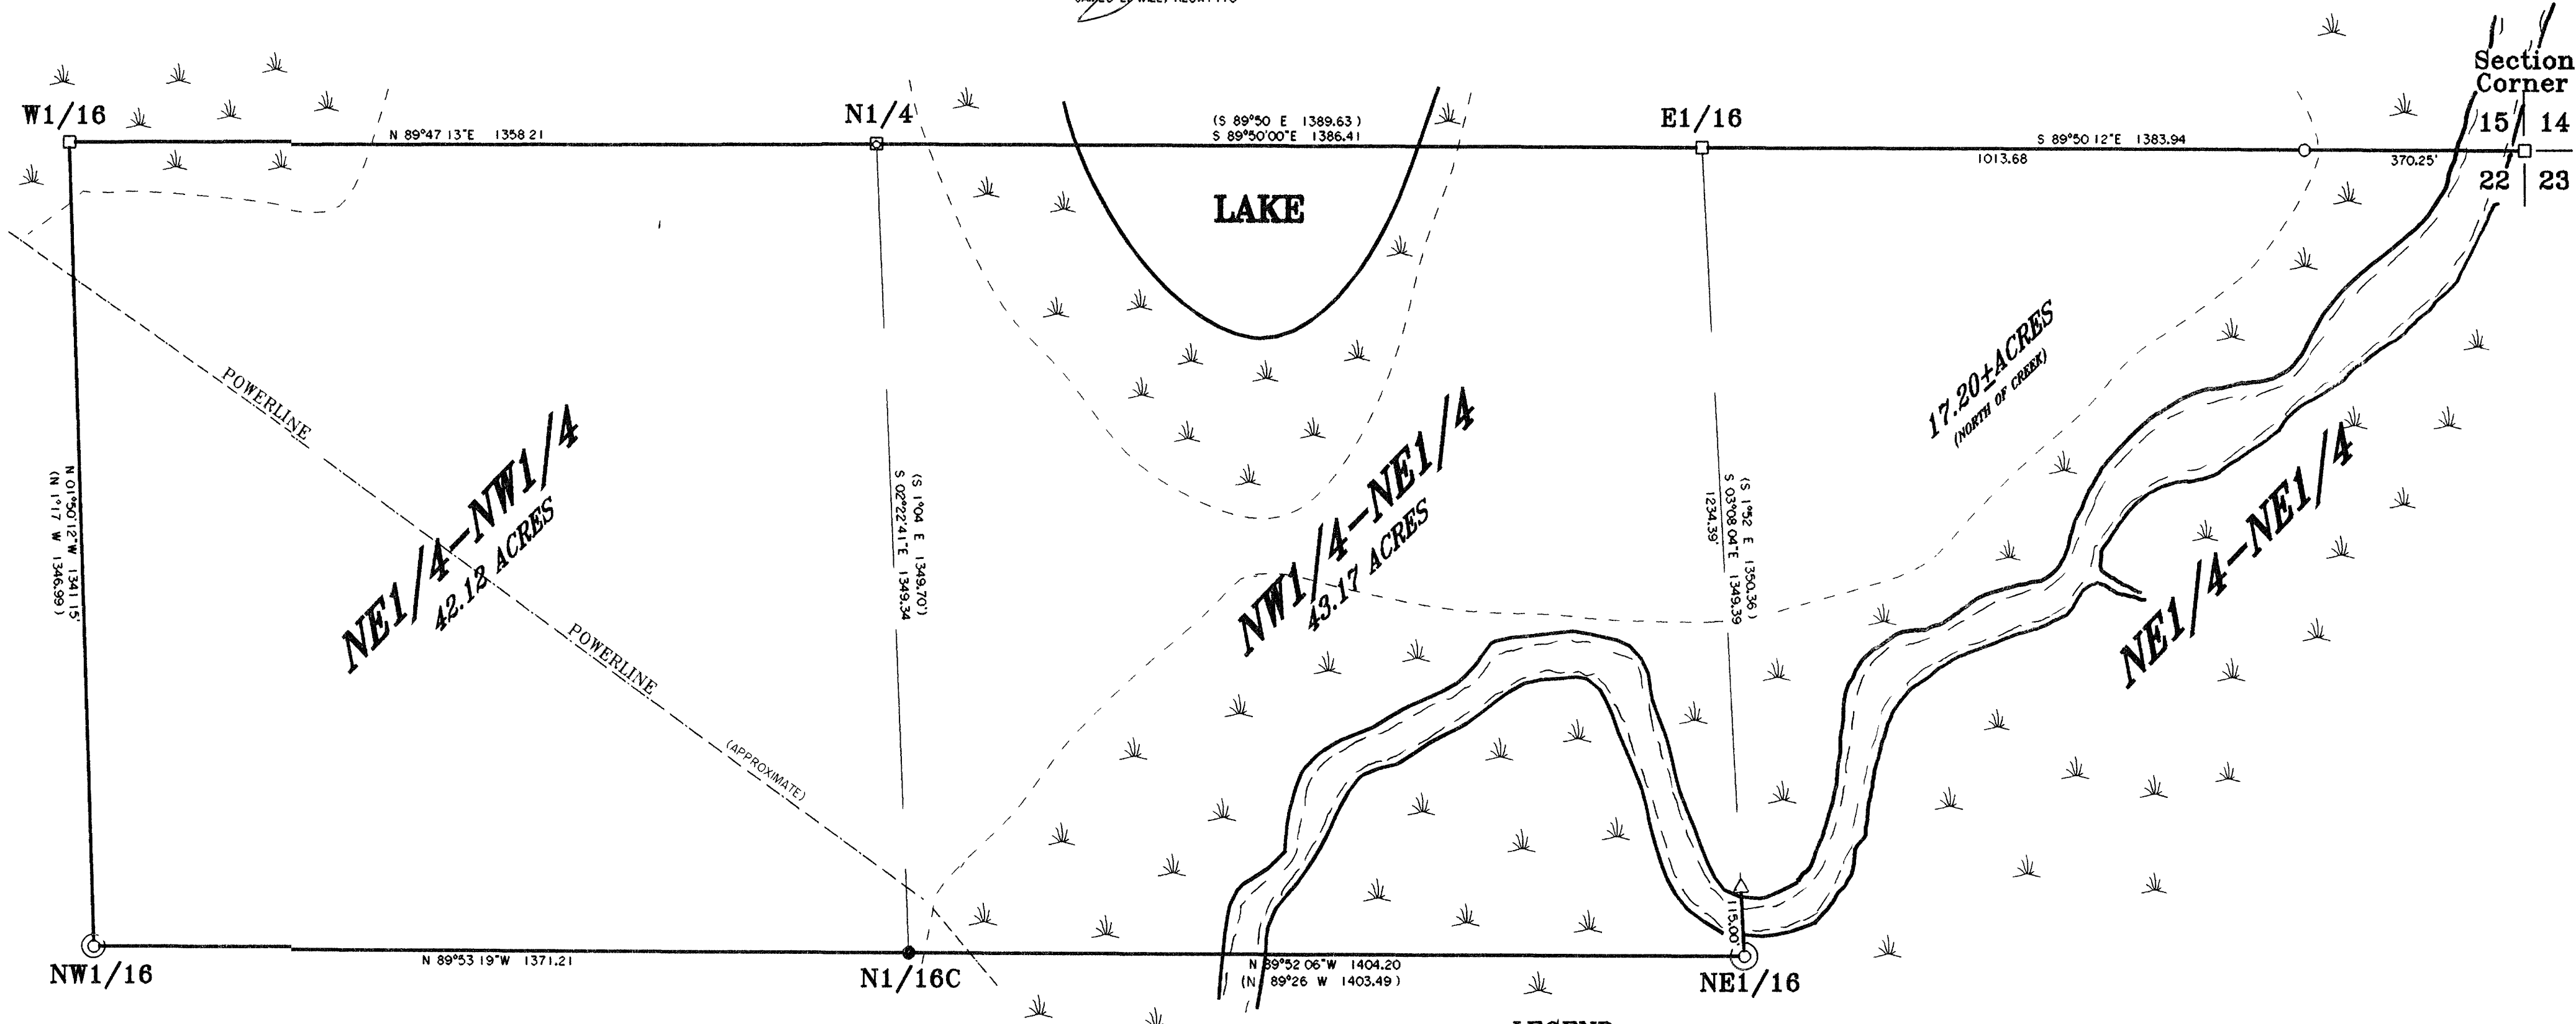 Section
Corner
W1/16
N1/4
E1/16
15 14
22 23
N 89°47 13"E 1358 21
(S 89°50 E 1389.63)
S 89°50'00"E 1386.41
S 89°50 12"E 1383.94
1013.68
370.25'
LAKE
17.20±ACRES
(NORTH OF CREEK)
POWERLINE
NE1/4-NW1/4
42.12 ACRES
NW1/4-NE1/4
43.17 ACRES
NE1/4-NE1/4
N 01°50'12"W 1341 15'
(N 1°17 W 1346.99)
(S 1°04 E 1349.70')
S 02°22'41"E 1349.34
(S 1°52 E 1350.36)
S 03°08 04"E 1349.39
1234.39'
POWERLINE
(APPROXIMATE)
115.00'
N 89°53 19"W 1371.21
N 89°52 06"W 1404.20
(N 89°26 W 1403.49)
NW1/16
N1/16C
NE1/16
LEGEND